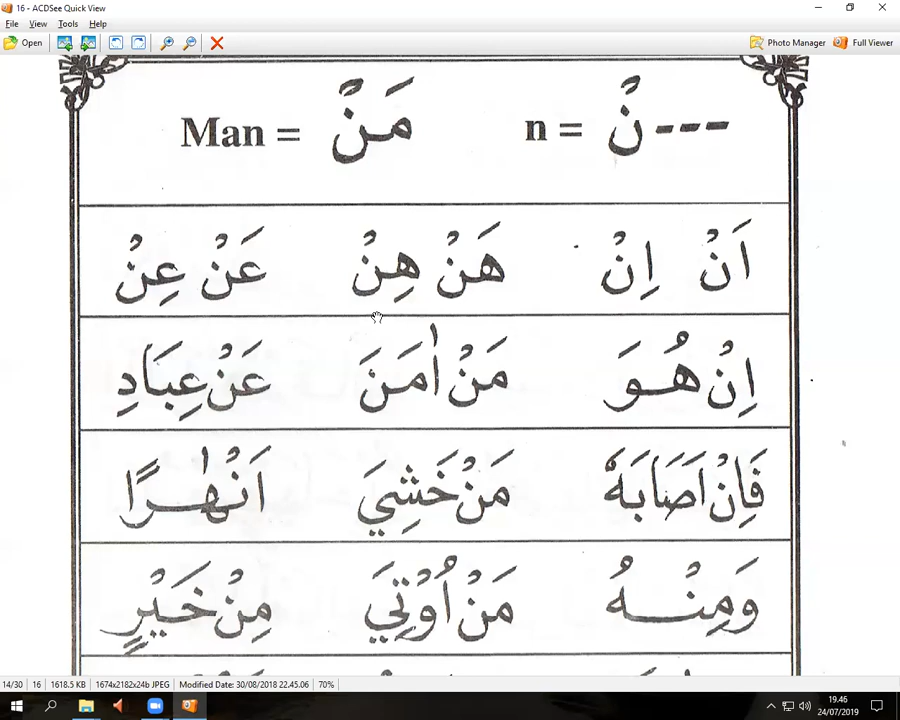 16 - ACDSee Quick View
File View Tools Help
Open Photo Manager Full Viewer
---نْ = n مَنْ = Man
اَنْ اِنْ هَنْ هِنْ عَنْ عِنْ
اِنْ هُوَ مَنْ اٰمَنَ عَنْ عِبَادِ
فَاِنْ اَصَابَهٗ مَنْ خَشِيَ اَنْهٰرًا
وَمِنْهُ مَنْ اُوْتِيَ مِنْ خَيْرٍ
14/30 16 1618.5 KB 1674x2182x24b JPEG Modified Date: 30/08/2018 22.45.06 70%
19.46
24/07/2019